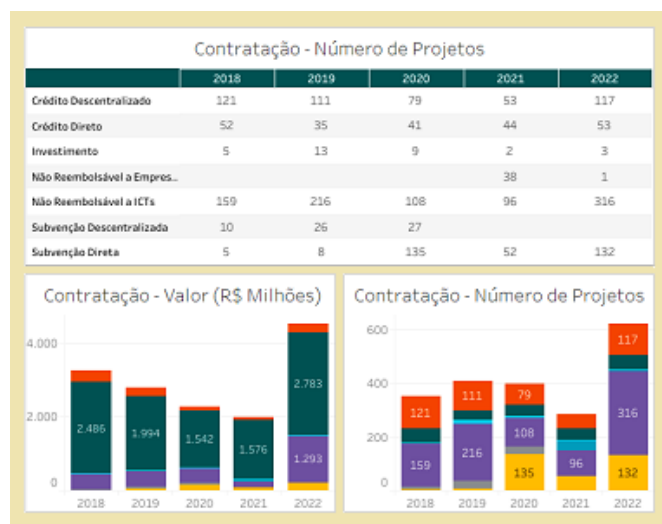 Contratação - Número de Projetos
2018 2019 2020 2021 2022
Crédito Descentralizado 121 111 79 53 117
Crédito Direto 52 35 41 44 53
Investimento 5 13 9 2 3
Não Reembolsável a Empres... 38 1
Não Reembolsável a ICTs 159 216 108 96 316
Subvenção Descentralizada 10 26 27
Subvenção Direta 5 8 135 52 132
Contratação - Valor (R$ Milhões)
4.000
2.000
0
2.486 1.994 1.542 1.576 2.783
1.293
2018 2019 2020 2021 2022
Contratação - Número de Projetos
600
400
200
0
121 111 79 117
159 216 108 96 316
135 132
2018 2019 2020 2021 2022